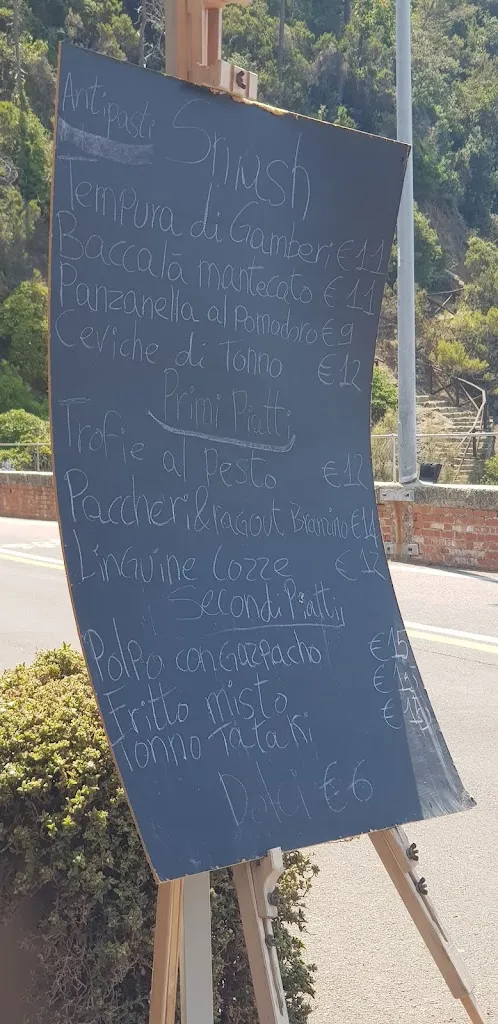 Antipasti
Tempura di Gamberi €11
Baccalà mantecato €11
Panzanella al pomodoro €9
Ceviche di Tonno €12
Primi Piatti
Trofie al pesto €12
Paccheri & ragout Branzino €14
Linguine Cozze €12
Secondi Piatti
Polpo con Gazpacho €15
Fritto misto €
Tonno Tataki €
Dolci €6